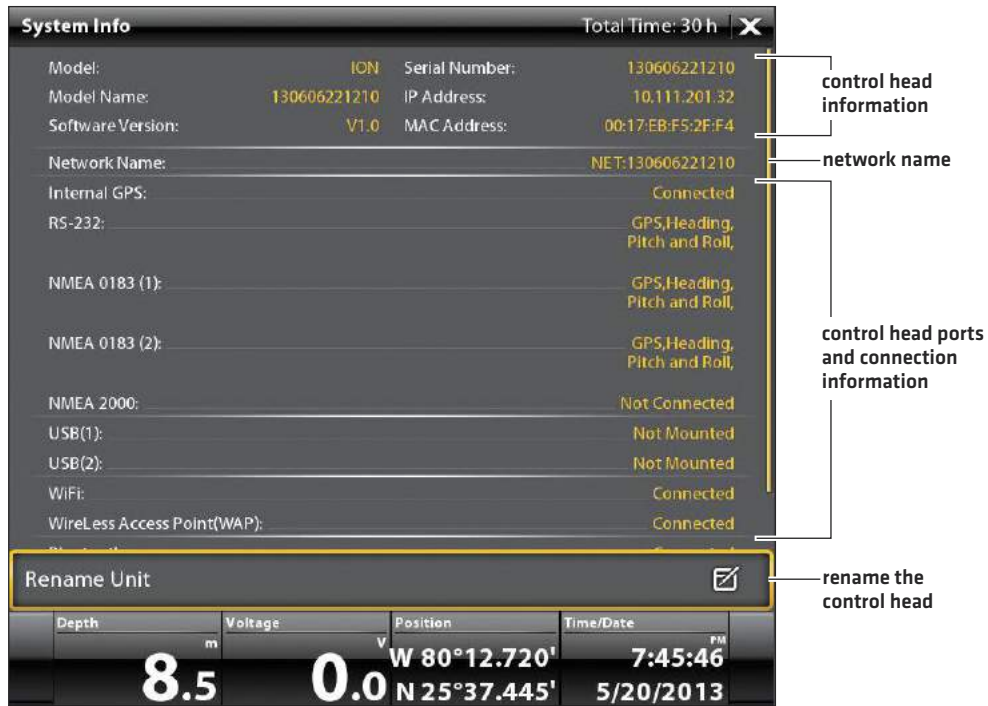 System Info Total Time: 30 h X
Model: ION Serial Number: 130606221210
Model Name: 130606221210 IP Address: 10.111.201.32
Software Version: V1.0 MAC Address: 00:17:EB:F5:2F:F4
control head
information
Network Name: NET:130606221210
network name
Internal GPS: Connected
RS-232: GPS,Heading,
Pitch and Roll,
NMEA 0183 (1): GPS,Heading,
Pitch and Roll,
NMEA 0183 (2): GPS,Heading,
Pitch and Roll,
NMEA 2000: Not Connected
USB(1): Not Mounted
USB(2): Not Mounted
WiFi: Connected
WireLess Access Point(WAP): Connected
control head ports
and connection
information
Rename Unit
rename the
control head
Depth Voltage Position Time/Date
m V W 80°12.720' PM
8.5 0.0 N 25°37.445' 7:45:46
5/20/2013